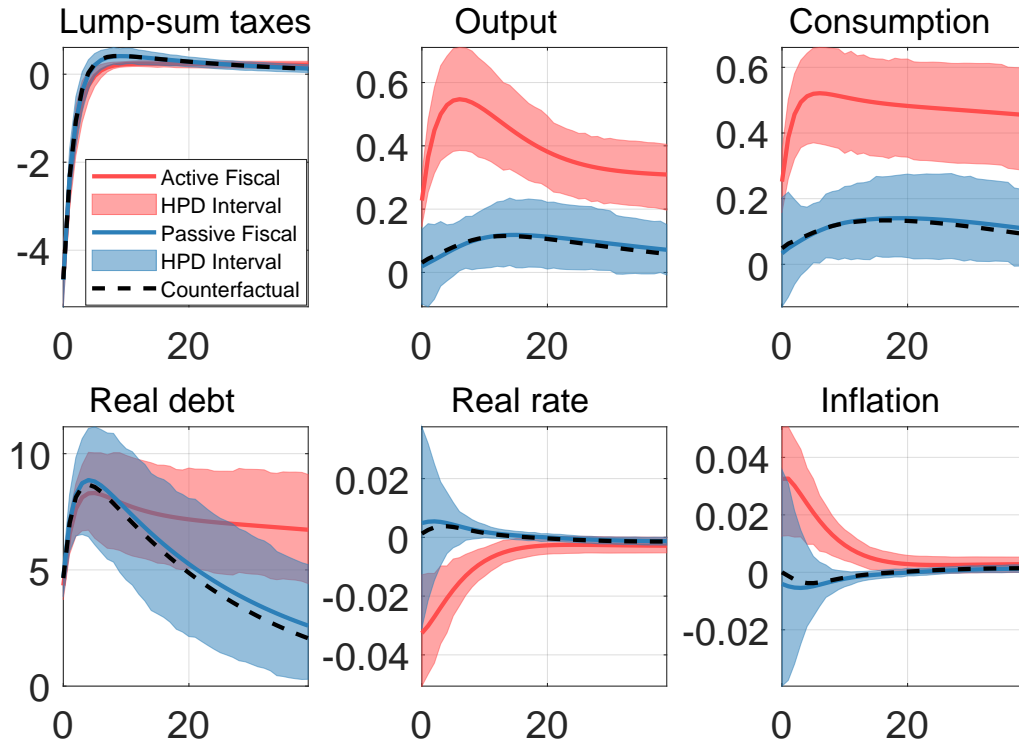 Lump-sum taxes
0
-2
-4
0 20
Active Fiscal
HPD Interval
Passive Fiscal
HPD Interval
Counterfactual
Output
0.6
0.4
0.2
0
0 20
Consumption
0.6
0.4
0.2
0
0 20
Real debt
10
5
0
0 20
Real rate
0.02
0
-0.02
-0.04
0 20
Inflation
0.04
0.02
0
-0.02
0 20